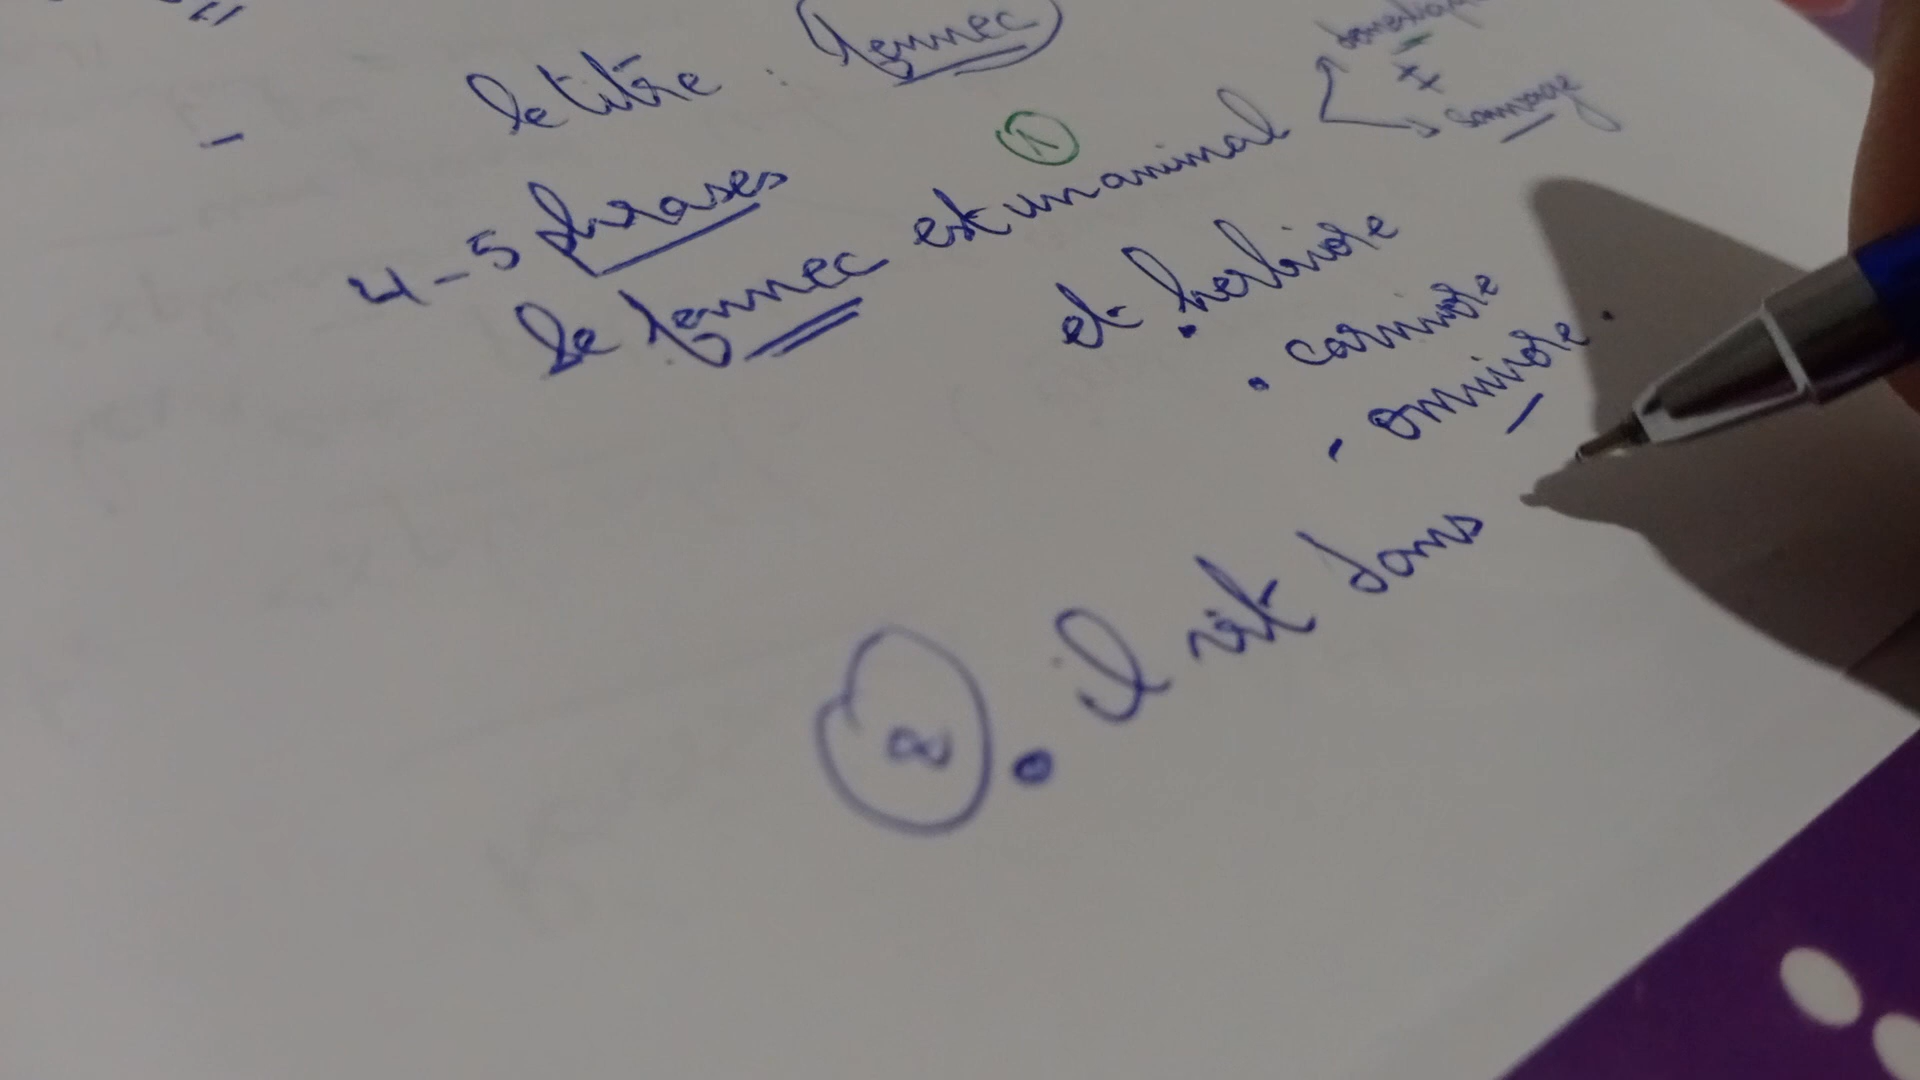 - le titre : fennec
domestique
≠
sauvage
4-5 phrases
1
le fennec est un animal
et • herbivore
• carnivore
- omnivore .
2 • il vit dans